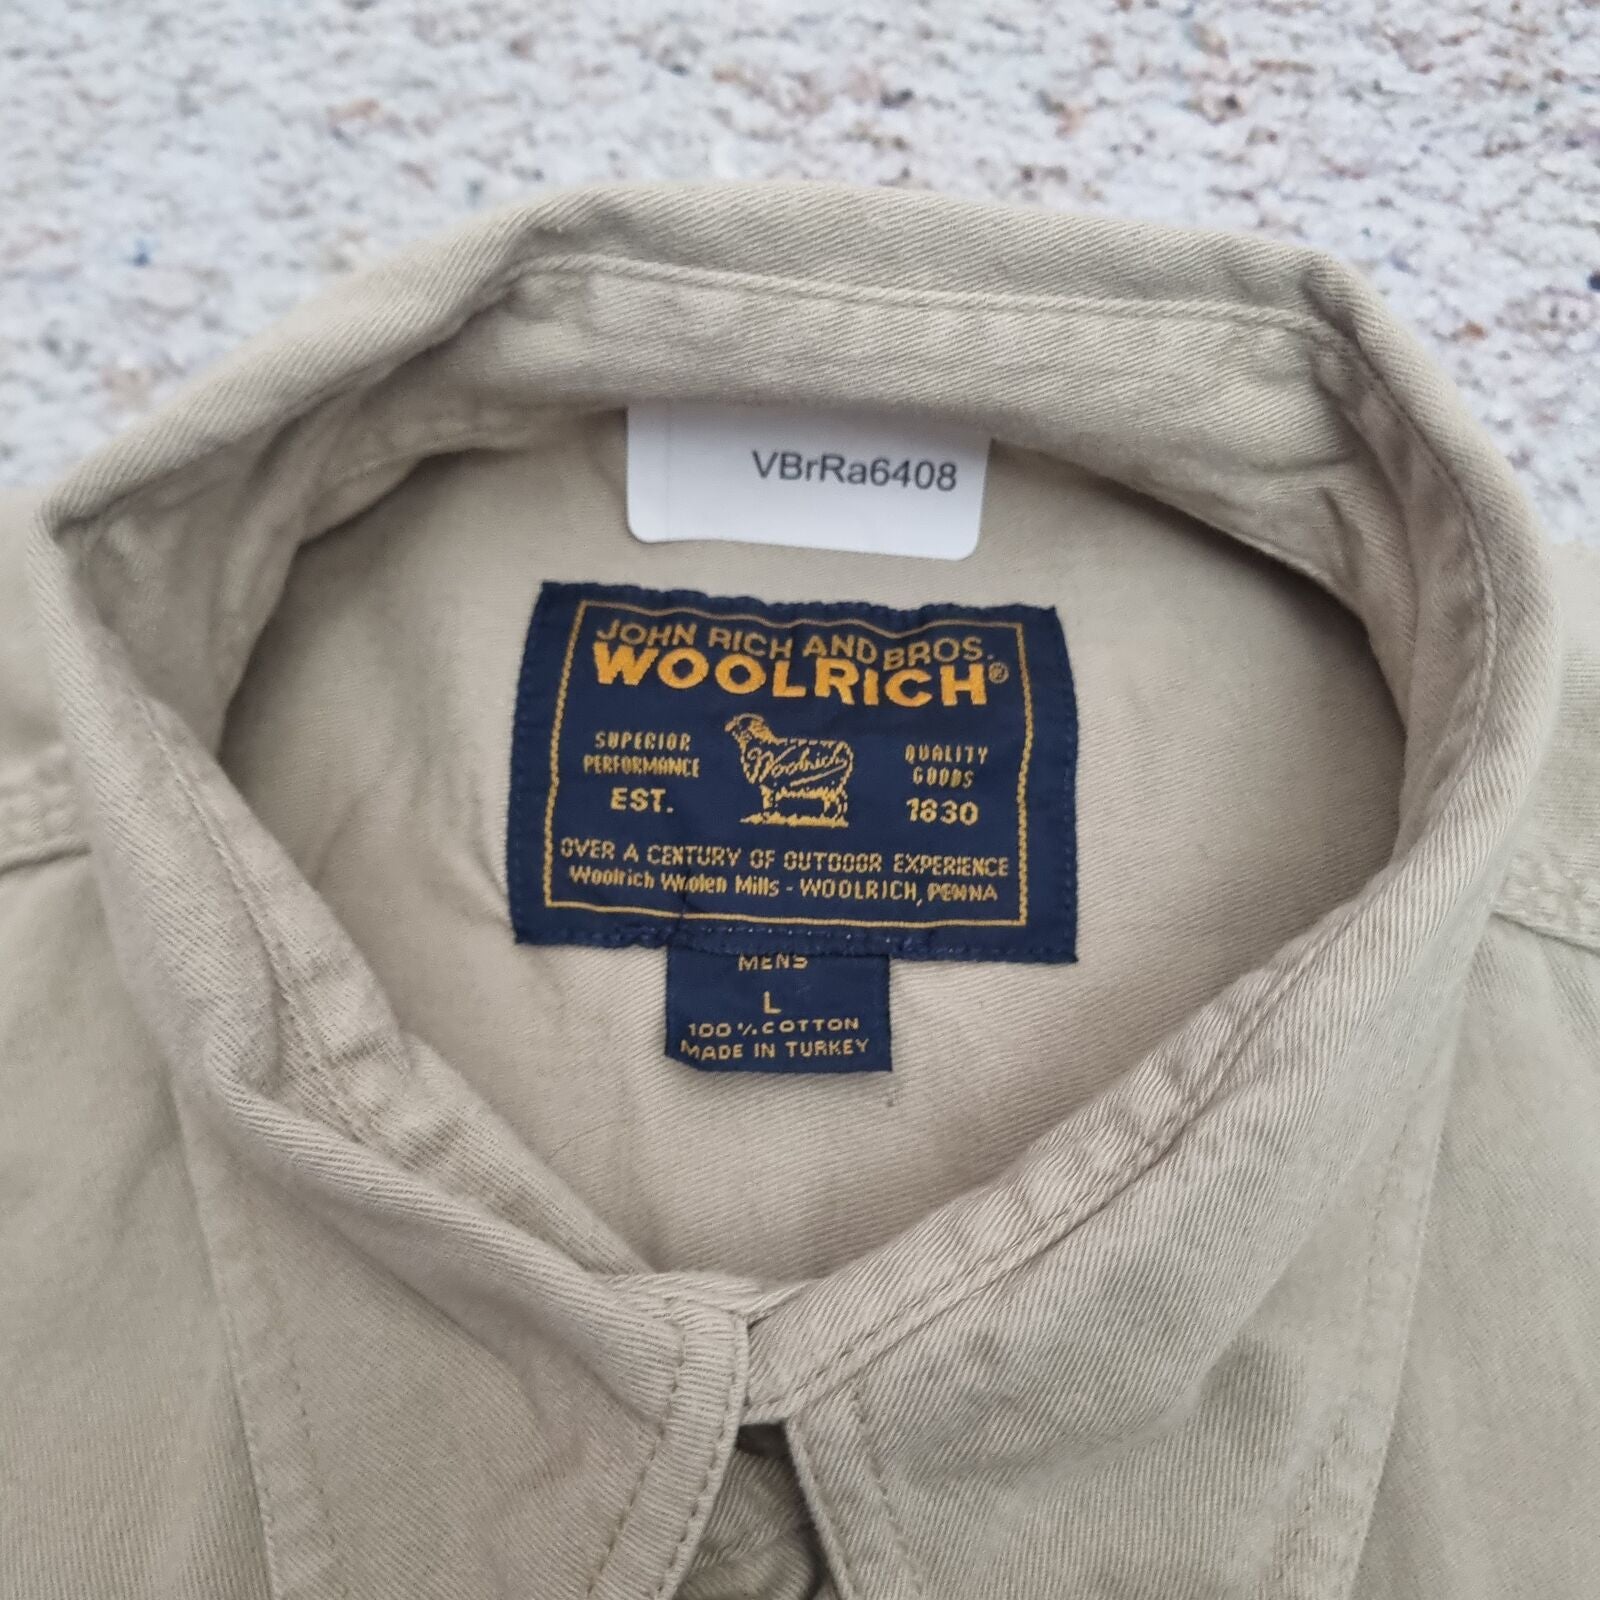 VBrRa6408
JOHN RICH AND BROS.
WOOLRICH®
SUPERIOR
PERFORMANCE
EST.
Woolrich
QUALITY
GOODS
1830
OVER A CENTURY OF OUTDOOR EXPERIENCE
Woolrich Woolen Mills - WOOLRICH, PENNA
MENS
L
100% COTTON
MADE IN TURKEY